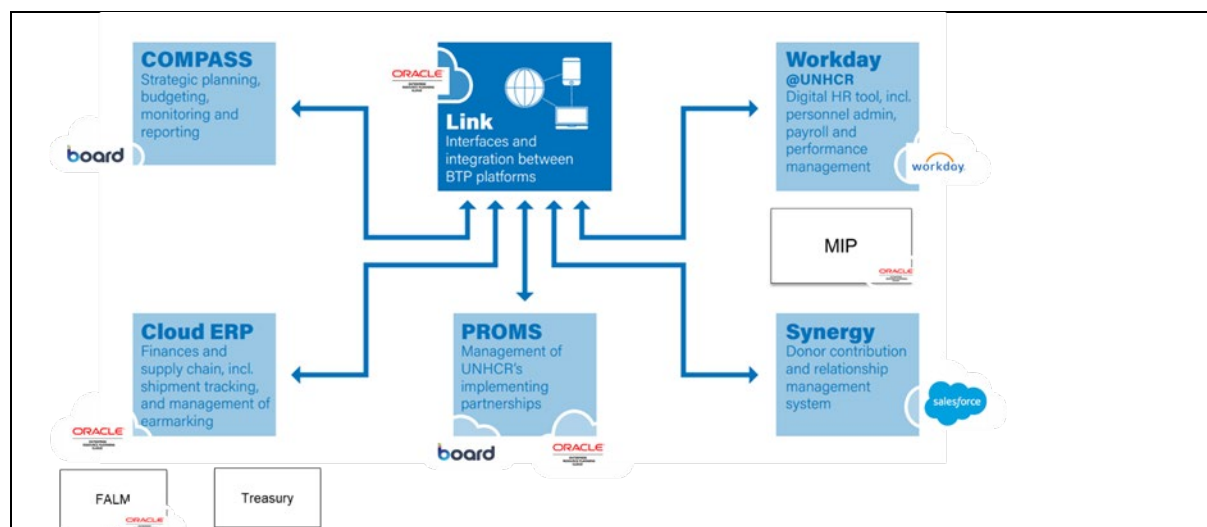 COMPASS
Strategic planning,
budgeting,
monitoring and
reporting
board
ORACLE
Link
Interfaces and
integration between
BTP platforms
Workday
@UNHCR
Digital HR tool, incl.
personnel admin,
payroll and
performance
management
workday.
MIP
ORACLE
Cloud ERP
Finances and
supply chain, incl.
shipment tracking,
and management of
earmarking
ORACLE
PROMS
Management of
UNHCR's
implementing
partnerships
board
ORACLE
Synergy
Donor contribution
and relationship
management
system
salesforce
FALM
ORACLE
Treasury